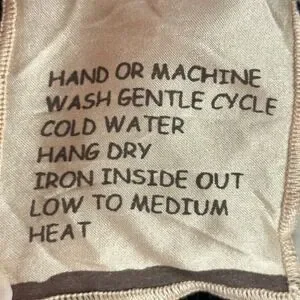 HAND OR MACHINE
WASH GENTLE CYCLE
COLD WATER
HANG DRY
IRON INSIDE OUT
LOW TO MEDIUM
HEAT